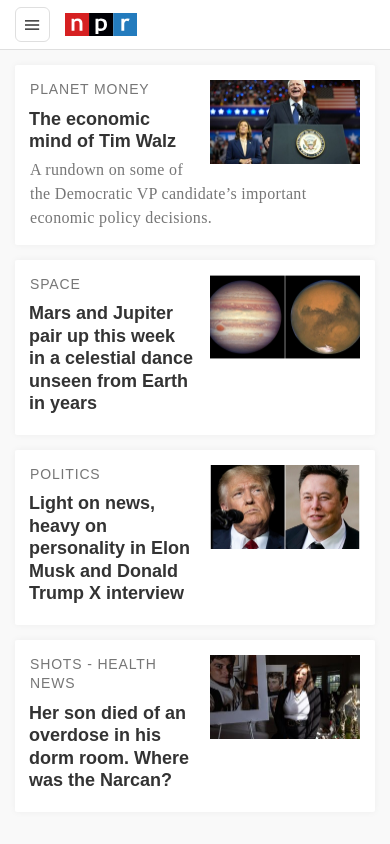 npr
PLANET MONEY
The economic
mind of Tim Walz
A rundown on some of
the Democratic VP candidate’s important
economic policy decisions.
SPACE
Mars and Jupiter
pair up this week
in a celestial dance
unseen from Earth
in years
POLITICS
Light on news,
heavy on
personality in Elon
Musk and Donald
Trump X interview
SHOTS - HEALTH
NEWS
Her son died of an
overdose in his
dorm room. Where
was the Narcan?